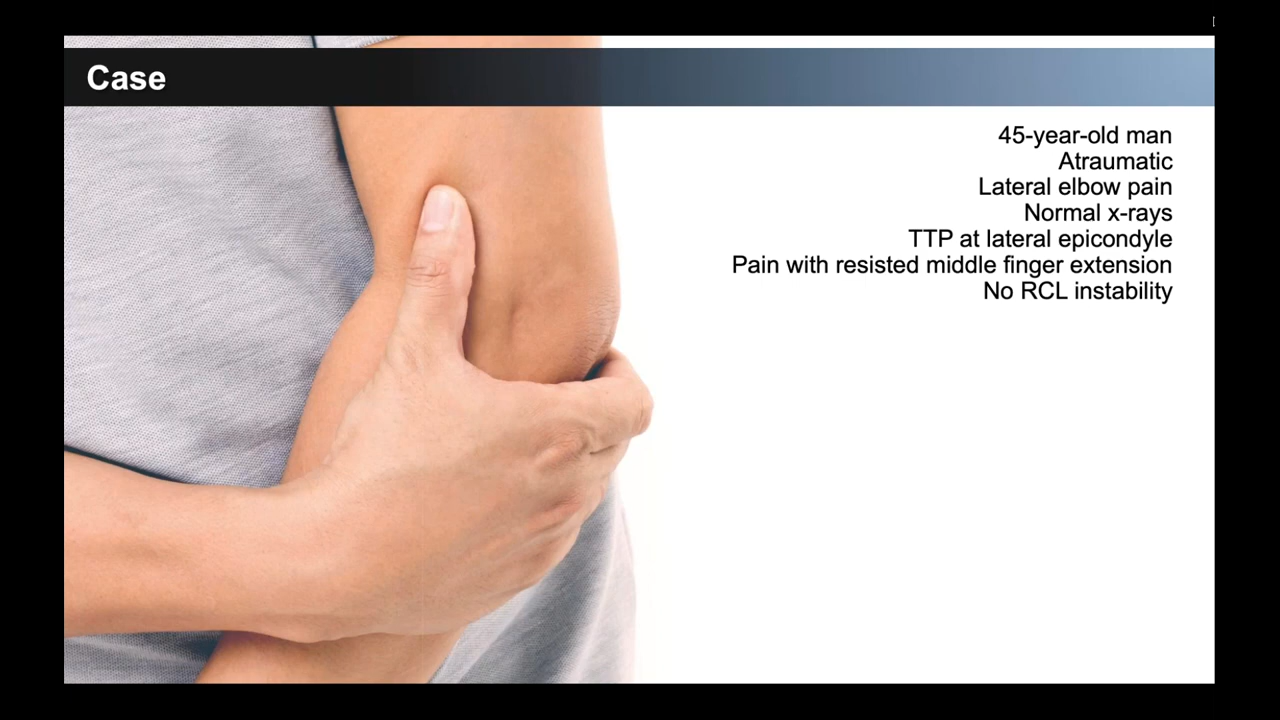 Case
45-year-old man
Atraumatic
Lateral elbow pain
Normal x-rays
TTP at lateral epicondyle
Pain with resisted middle finger extension
No RCL instability